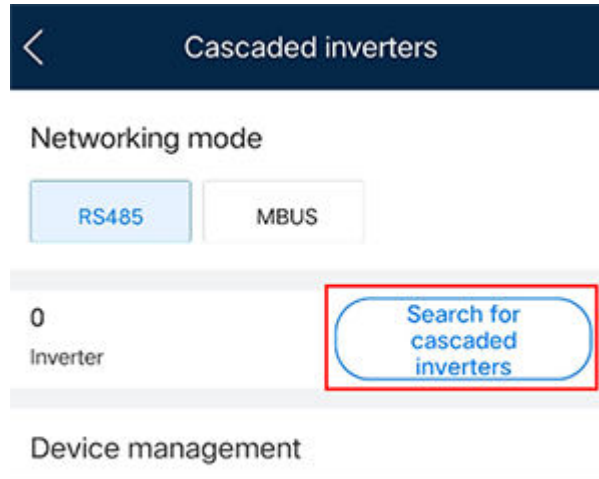 Cascaded inverters
Networking mode
RS485
MBUS
0
Inverter
Search for
cascaded
inverters
Device management